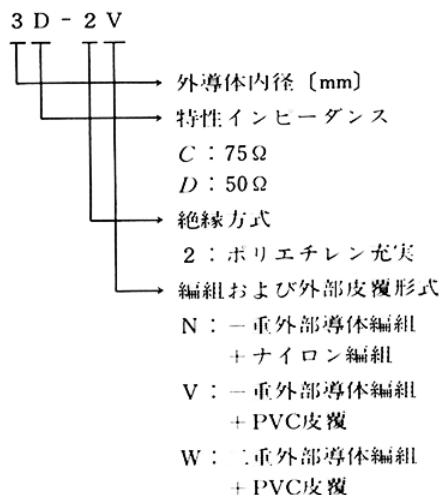 3D-2V
外導体内径〔mm〕
特性インピーダンス
C：75Ω
D：50Ω
絶縁方式
2：ポリエチレン充実
編組および外部皮覆形式
N：一重外部導体編組
+ナイロン編組
V：一重外部導体編組
+PVC皮覆
W：二重外部導体編組
+PVC皮覆